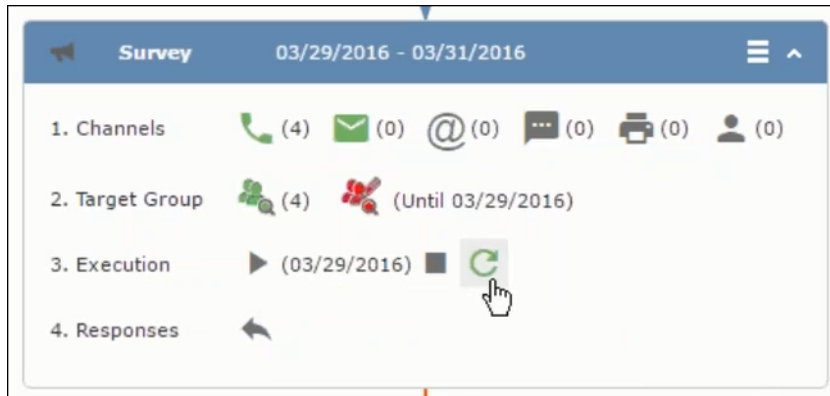 Survey 03/29/2016 - 03/31/2016
1. Channels (4) (0) @ (0) (0) (0) (0)
2. Target Group (4) (Until 03/29/2016)
3. Execution (03/29/2016)
4. Responses